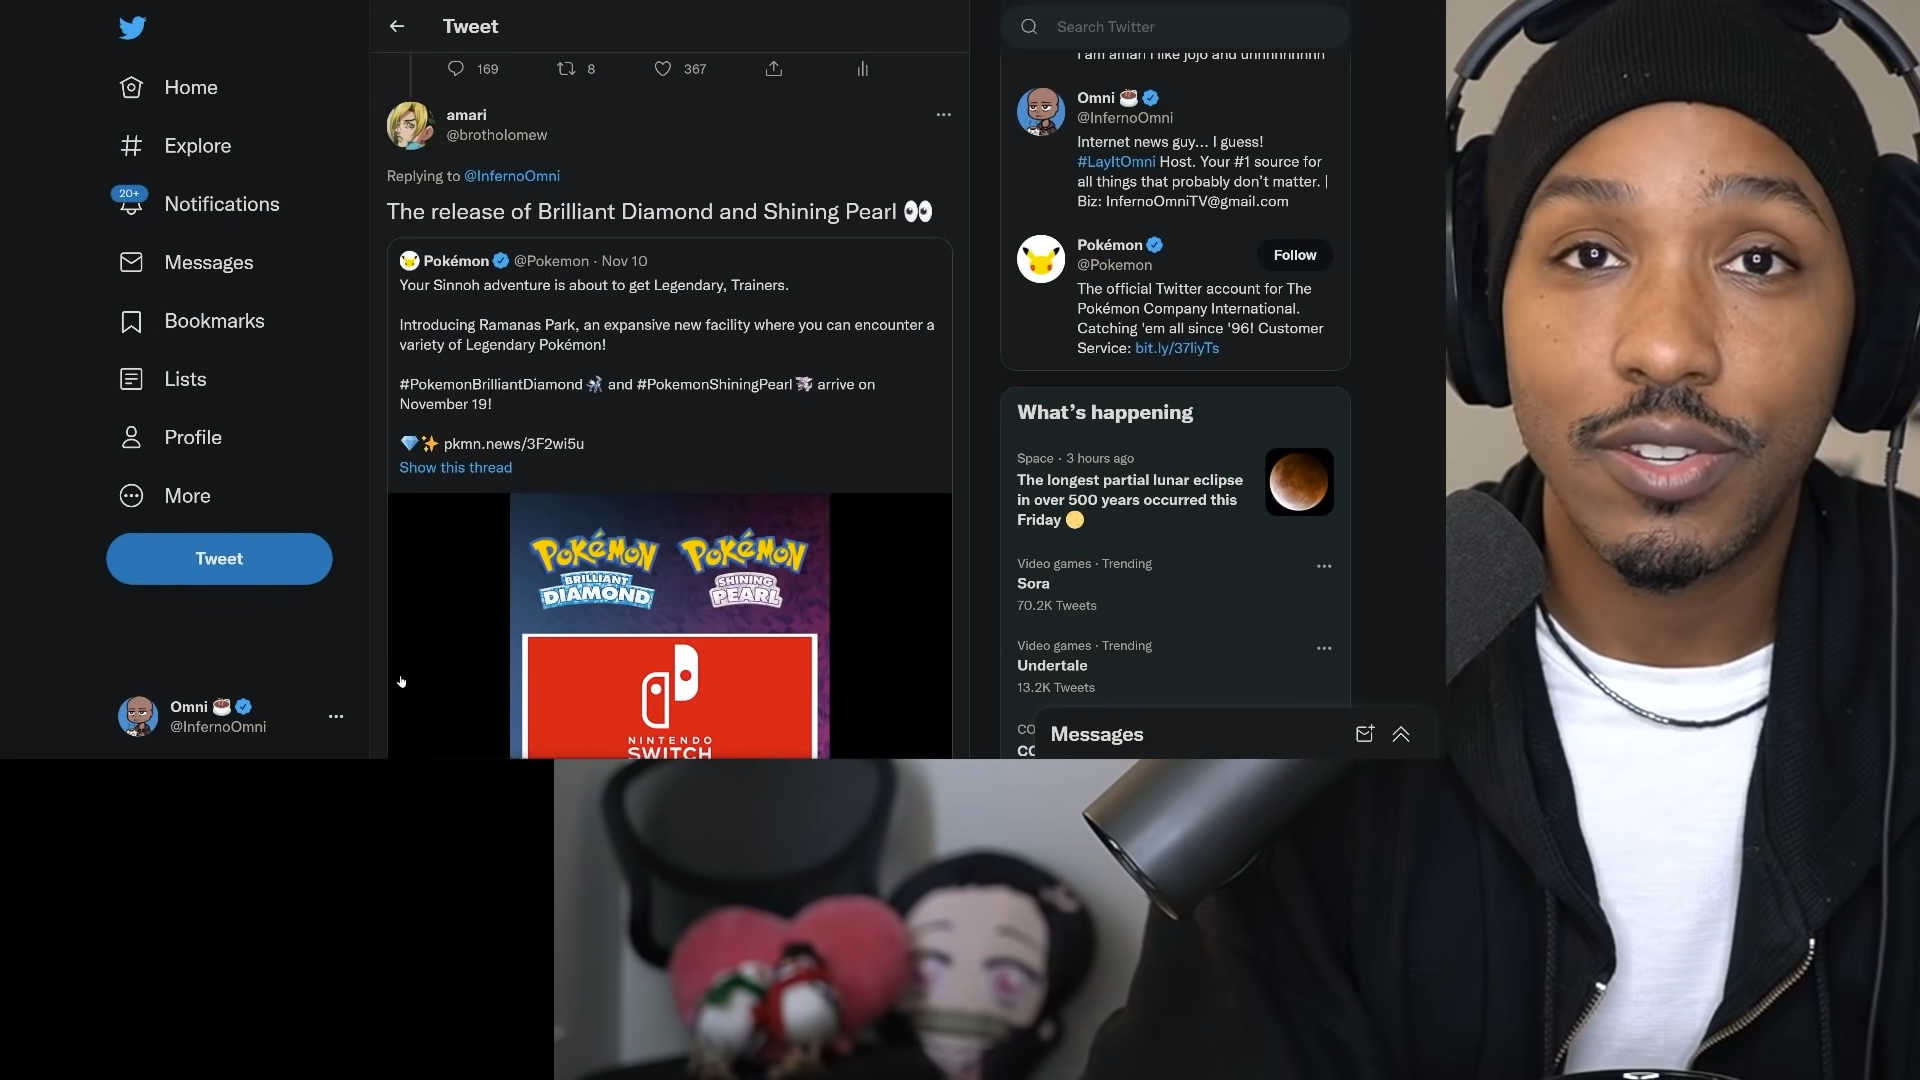 Home
Explore
20+
Notifications
Messages
Bookmarks
Lists
Profile
More
Tweet
Omni ☕
@InfernoOmni
Tweet
169 8 367
amari
@brotholomew
Replying to @InfernoOmni
The release of Brilliant Diamond and Shining Pearl 👀
Pokémon @Pokemon · Nov 10
Your Sinnoh adventure is about to get Legendary, Trainers.
Introducing Ramanas Park, an expansive new facility where you can encounter a
variety of Legendary Pokémon!
#PokemonBrilliantDiamond and #PokemonShiningPearl arrive on
November 19!
💎✨ pkmn.news/3F2wi5u
Show this thread
POKéMON POKéMON
BRILLIANT SHINING
DIAMOND PEARL
NINTENDO
SWITCH
Search Twitter
I am amari I like jojo and uhhhhhhhh
Omni ☕
@InfernoOmni
Internet news guy... I guess!
#LayItOmni Host. Your #1 source for
all things that probably don't matter. |
Biz: InfernoOmniTV@gmail.com
Pokémon
@Pokemon
Follow
The official Twitter account for The
Pokémon Company International.
Catching 'em all since '96! Customer
Service: bit.ly/37liyTs
What's happening
Space · 3 hours ago
The longest partial lunar eclipse
in over 500 years occurred this
Friday 🌕
Video games · Trending
Sora
70.2K Tweets
Video games · Trending
Undertale
13.2K Tweets
Messages